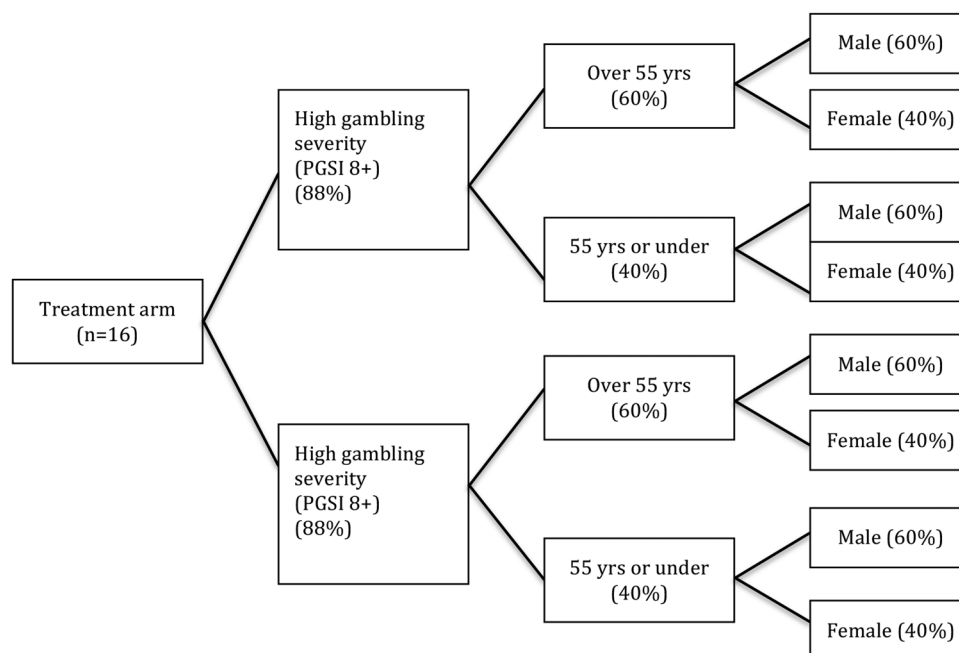 Treatment arm
(n=16)
High gambling
severity
(PGSI 8+)
(88%)
Over 55 yrs
(60%)
Male (60%)
Female (40%)
55 yrs or under
(40%)
Male (60%)
Female (40%)
High gambling
severity
(PGSI 8+)
(88%)
Over 55 yrs
(60%)
Male (60%)
Female (40%)
55 yrs or under
(40%)
Male (60%)
Female (40%)